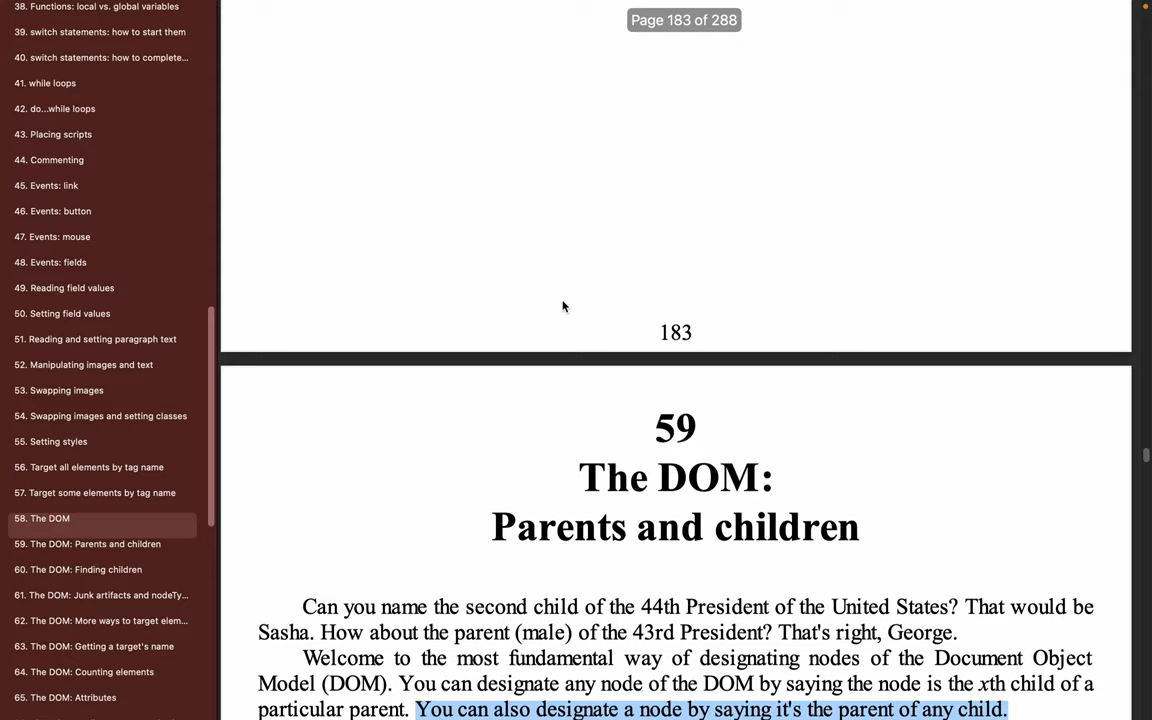 38. Functions: local vs. global variables
39. switch statements: how to start them
40. switch statements: how to complete...
41. while loops
42. do...while loops
43. Placing scripts
44. Commenting
45. Events: link
46. Events: button
47. Events: mouse
48. Events: fields
49. Reading field values
50. Setting field values
51. Reading and setting paragraph text
52. Manipulating images and text
53. Swapping images
54. Swapping images and setting classes
55. Setting styles
56. Target all elements by tag name
57. Target some elements by tag name
58. The DOM
59. The DOM: Parents and children
60. The DOM: Finding children
61. The DOM: Junk artifacts and nodeTy...
62. The DOM: More ways to target elem...
63. The DOM: Getting a target's name
64. The DOM: Counting elements
65. The DOM: Attributes
Page 183 of 288
183
59
The DOM:
Parents and children
Can you name the second child of the 44th President of the United States? That would be
Sasha. How about the parent (male) of the 43rd President? That's right, George.
Welcome to the most fundamental way of designating nodes of the Document Object
Model (DOM). You can designate any node of the DOM by saying the node is the xth child of a
particular parent. You can also designate a node by saying it's the parent of any child.